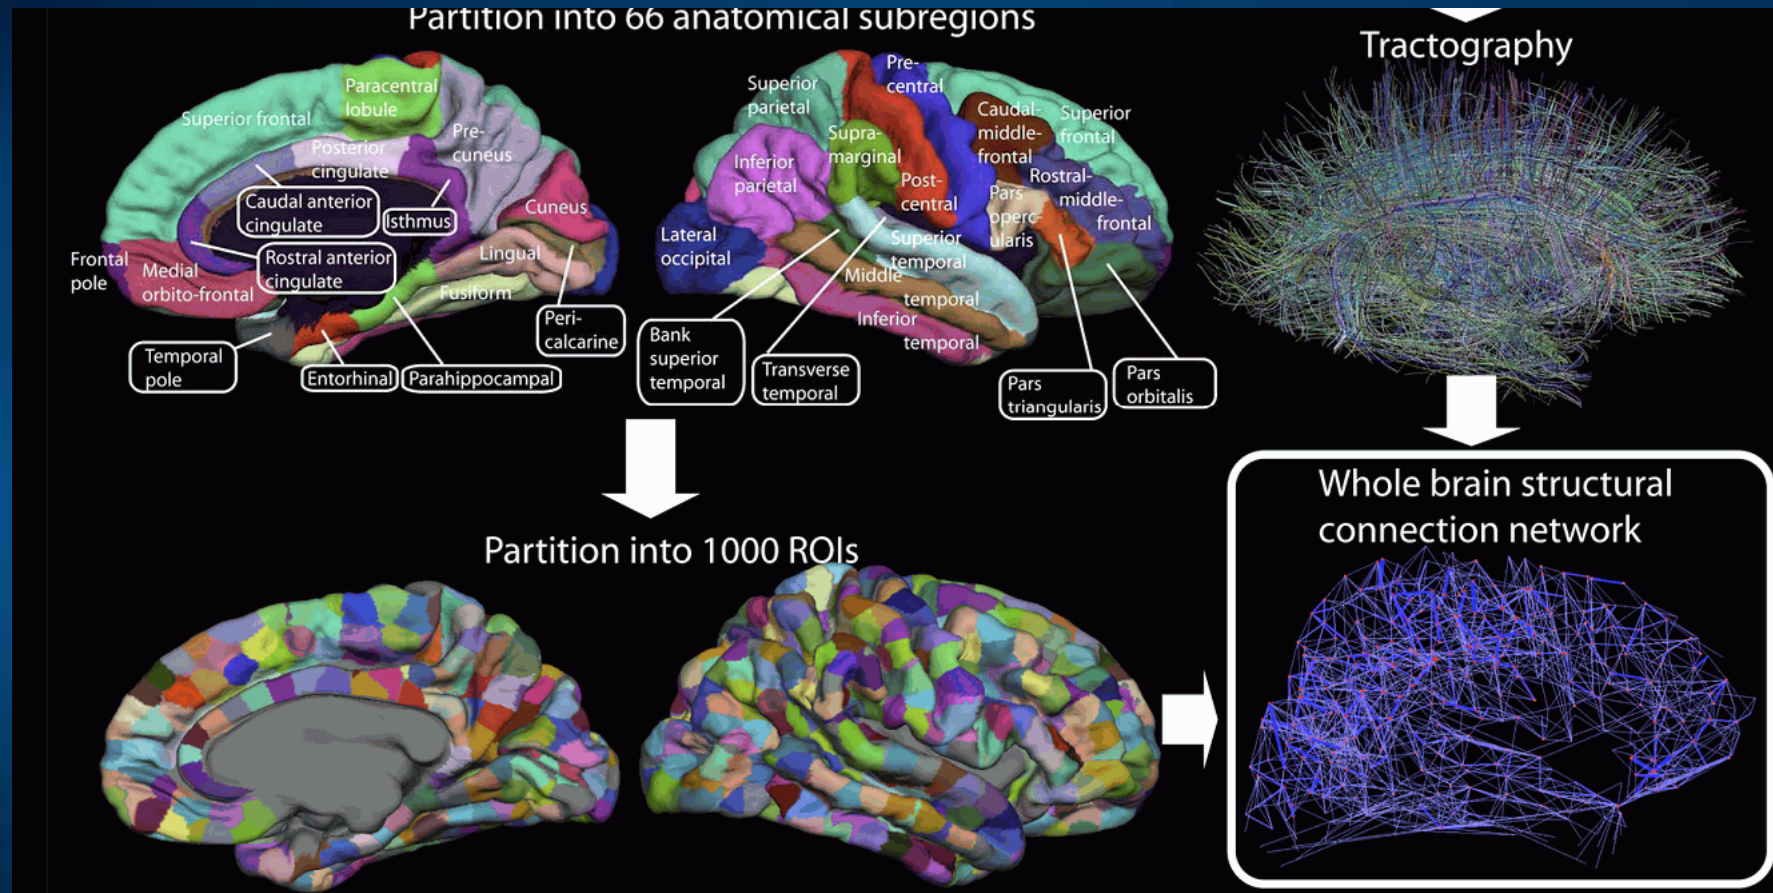 Partition into 66 anatomical subregions
Superior frontal
Paracentral
lobule
Pre-
cuneus
Posterior
cingulate
Caudal anterior
cingulate
Isthmus
Cuneus
Rostral anterior
cingulate
Frontal
pole
Medial
orbito-frontal
Lingual
Fusiform
Peri-
calcarine
Temporal
pole
Entorhinal
Parahippocampal
Superior
parietal
Pre-
central
Caudal-
middle-
frontal
Superior
frontal
Supra-
marginal
Inferior
parietal
Post-
central
Pars
operc-
ularis
Rostral-
middle-
frontal
Lateral
occipital
Superior
temporal
Middle
temporal
Inferior
temporal
Bank
superior
temporal
Transverse
temporal
Pars
triangularis
Pars
orbitalis
Tractography
Partition into 1000 ROIs
Whole brain structural
connection network